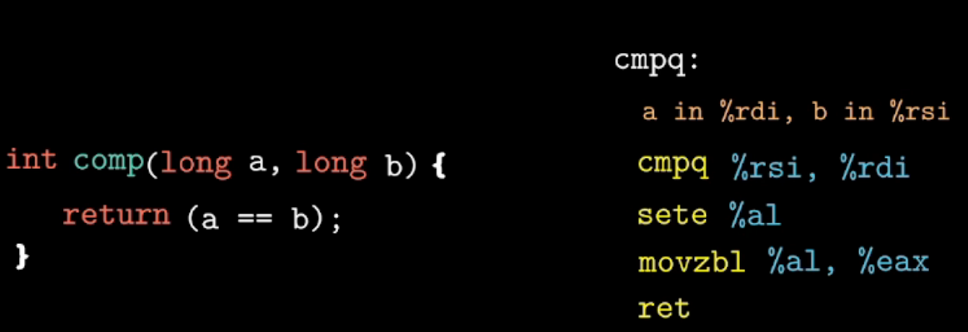 int comp(long a, long b) {
return (a == b);
}
cmpq:
a in %rdi, b in %rsi
cmpq %rsi, %rdi
sete %al
movzbl %al, %eax
ret